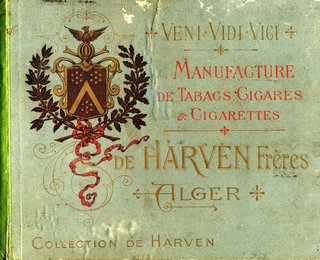 VENI·VIDI·VICI
MANUFACTURE
DE TABACS·CIGARES
& CIGARETTES
DE HARVEN Frères
ALGER
COLLECTION DE HARVEN